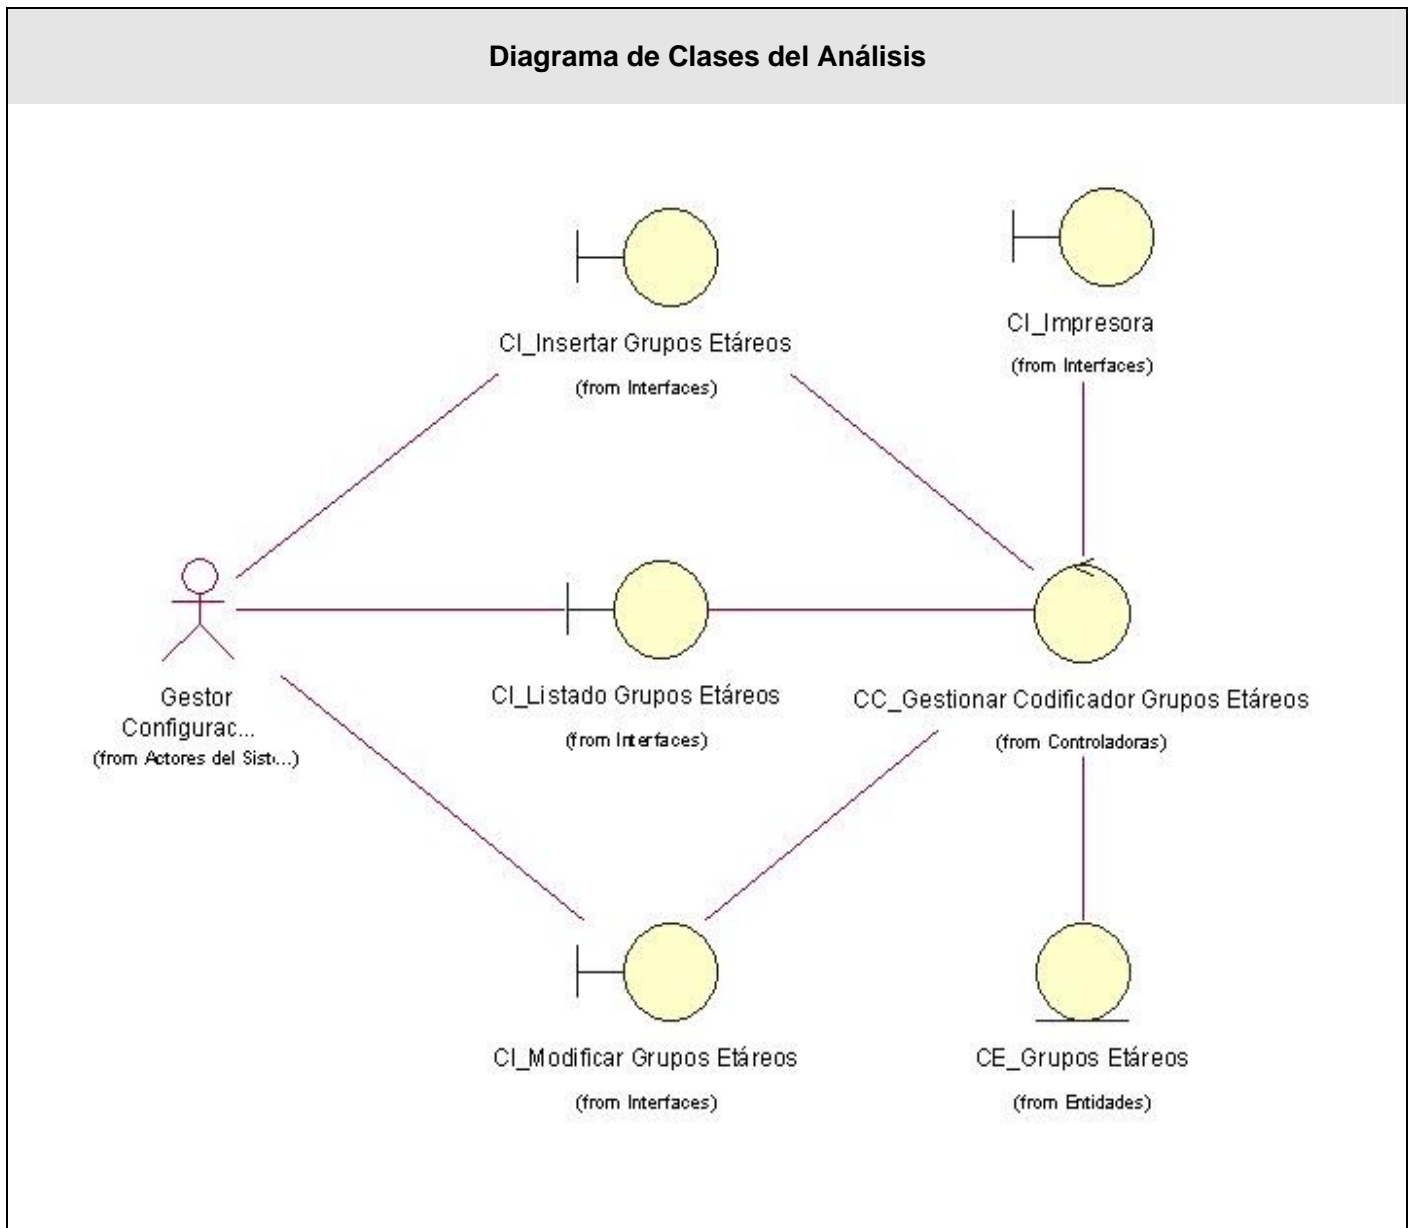 Diagrama de Clases del Análisis
CI_Insertar Grupos Etáreos
(from Interfaces)
CI_Impresora
(from Interfaces)
Gestor
Configurac...
(from Actores del Sist...)
CI_Listado Grupos Etáreos
(from Interfaces)
CC_Gestionar Codificador Grupos Etáreos
(from Controladoras)
CI_Modificar Grupos Etáreos
(from Interfaces)
CE_Grupos Etáreos
(from Entidades)